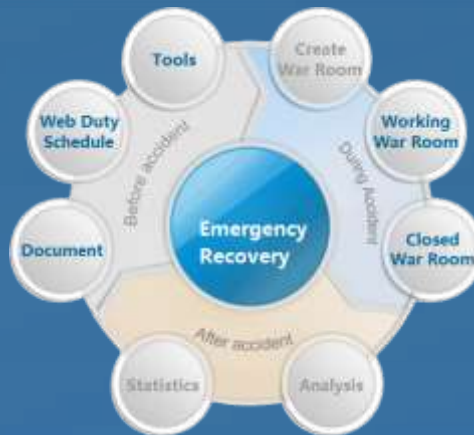 Tools
Create
War Room
Web Duty
Schedule
Working
War Room
Before accident
During Accident
Emergency
Recovery
Document
Closed
War Room
After accident
Statistics
Analysis